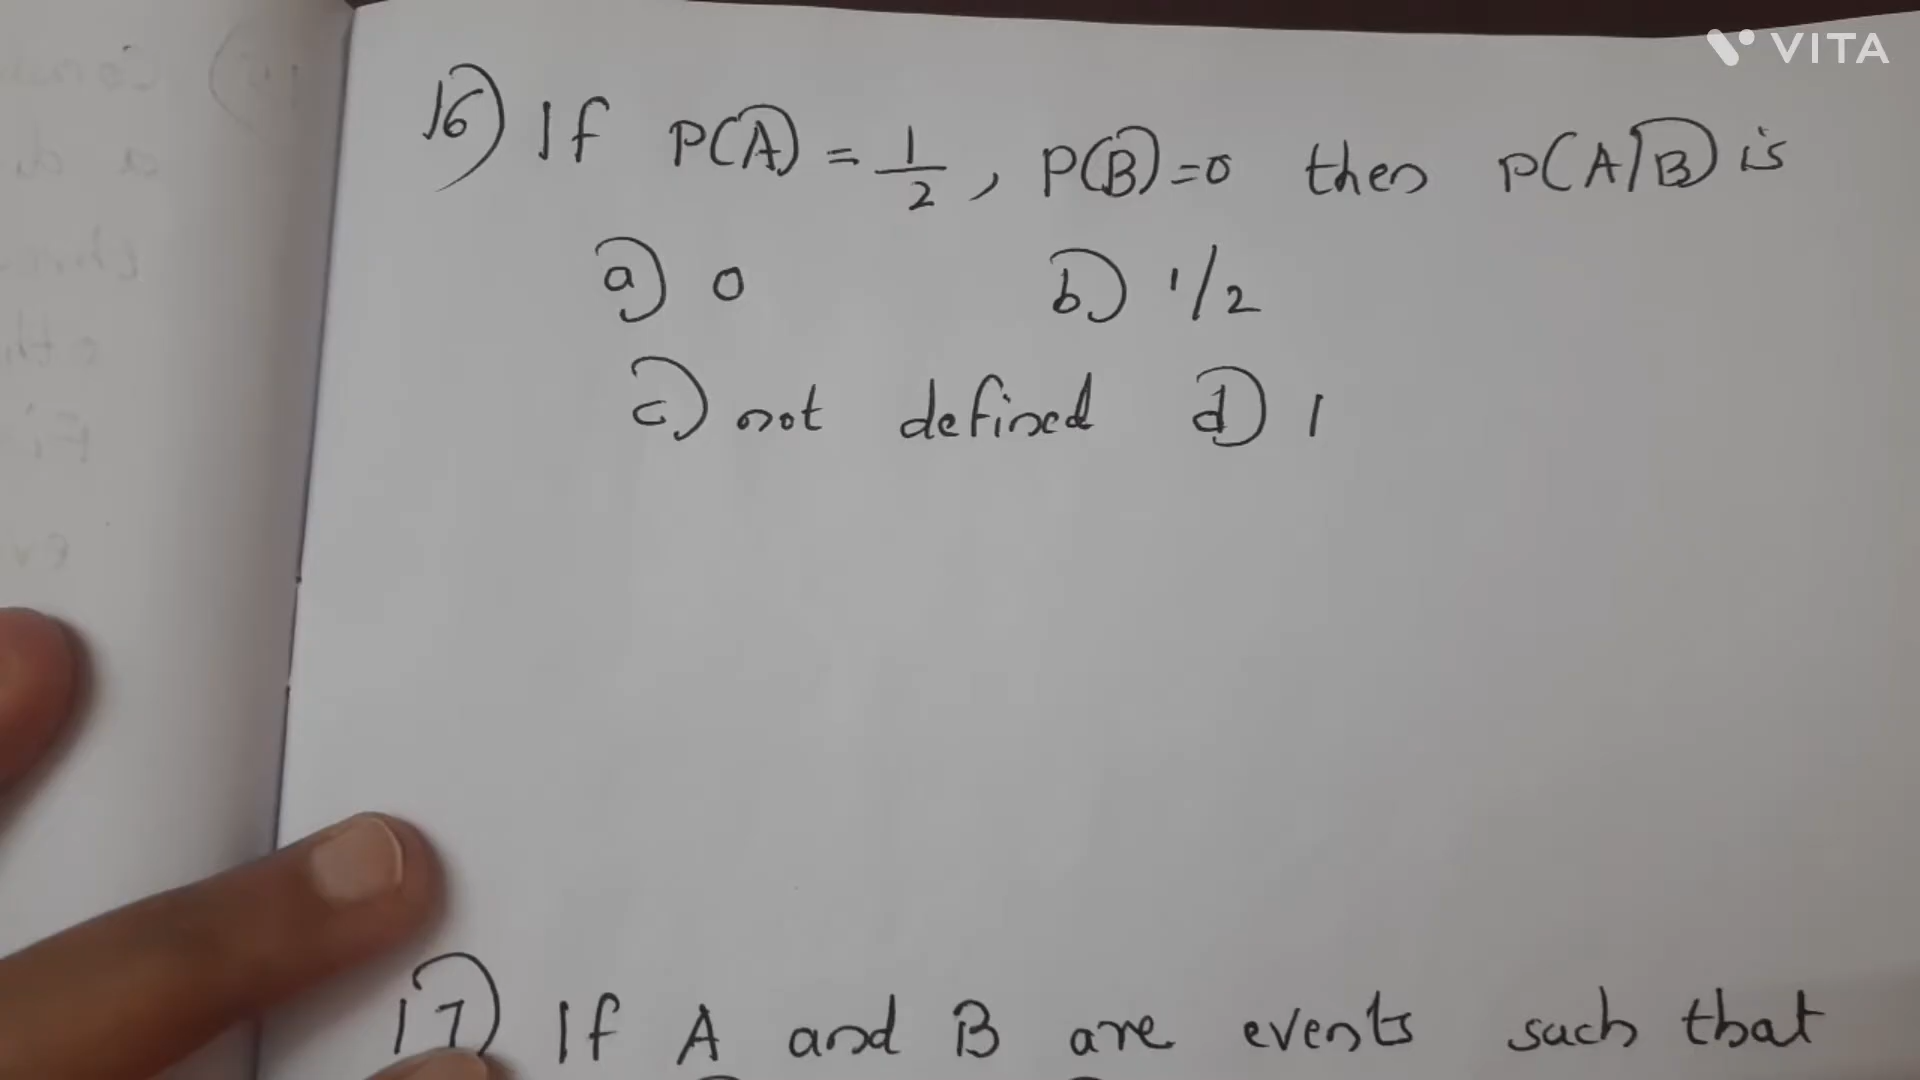 VITA
16) If P(A) = 1/2, P(B)=0 then P(A/B) is
a) 0 b) 1/2
c) not defined d) 1
17) If A and B are events such that